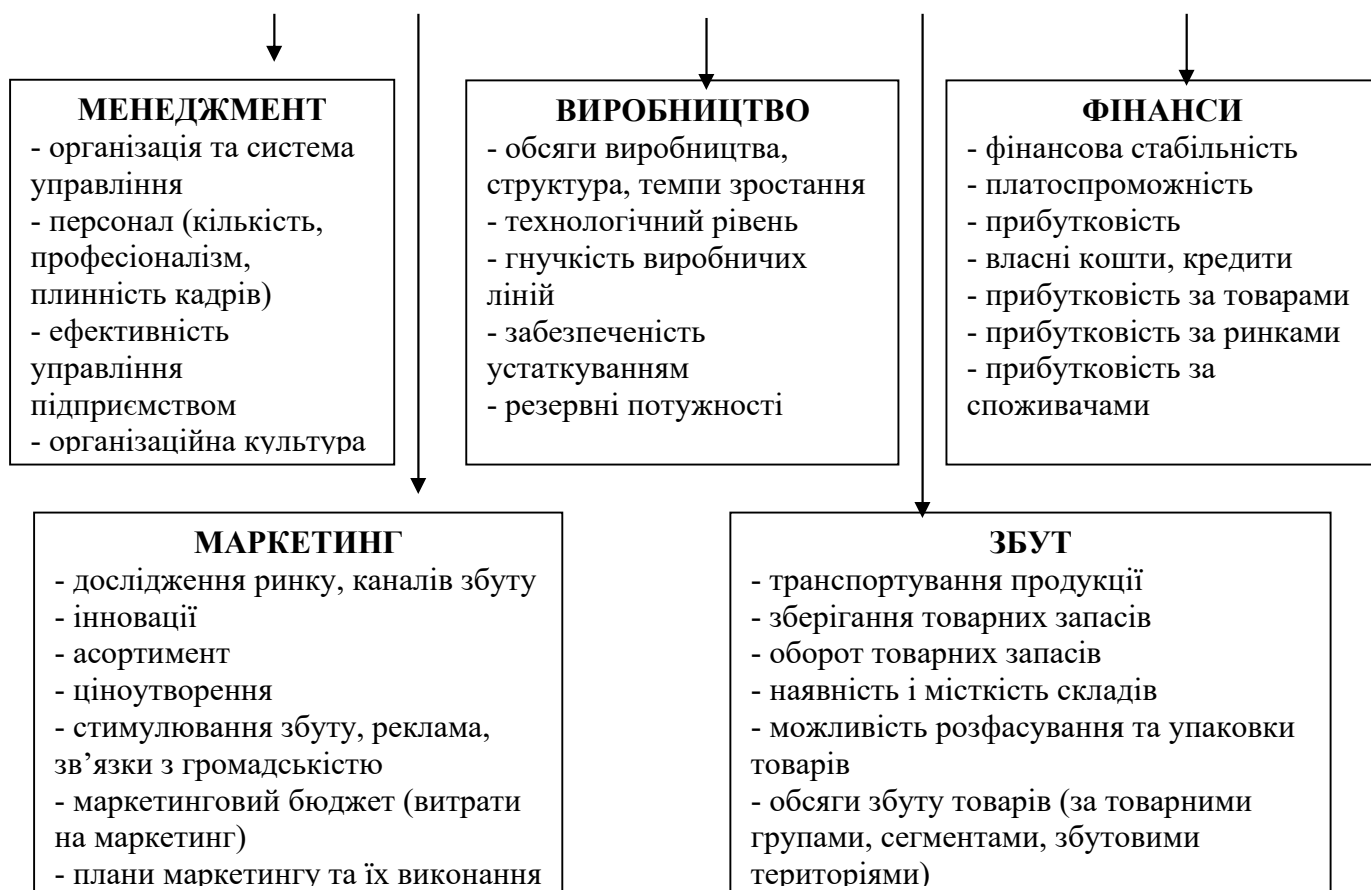 МЕНЕДЖМЕНТ
- організація та система
управління
- персонал (кількість,
професіоналізм,
плинність кадрів)
- ефективність
управління
підприємством
- організаційна культура
ВИРОБНИЦТВО
- обсяги виробництва,
структура, темпи зростання
- технологічний рівень
- гнучкість виробничих
ліній
- забезпеченість
устаткуванням
- резервні потужності
ФІНАНСИ
- фінансова стабільність
- платоспроможність
- прибутковість
- власні кошти, кредити
- прибутковість за товарами
- прибутковість за ринками
- прибутковість за
споживачами
МАРКЕТИНГ
- дослідження ринку, каналів збуту
- інновації
- асортимент
- ціноутворення
- стимулювання збуту, реклама,
зв’язки з громадськістю
- маркетинговий бюджет (витрати
на маркетинг)
- плани маркетингу та їх виконання
ЗБУТ
- транспортування продукції
- зберігання товарних запасів
- оборот товарних запасів
- наявність і місткість складів
- можливість розфасування та упаковки
товарів
- обсяги збуту товарів (за товарними
групами, сегментами, збутовими
територіями)